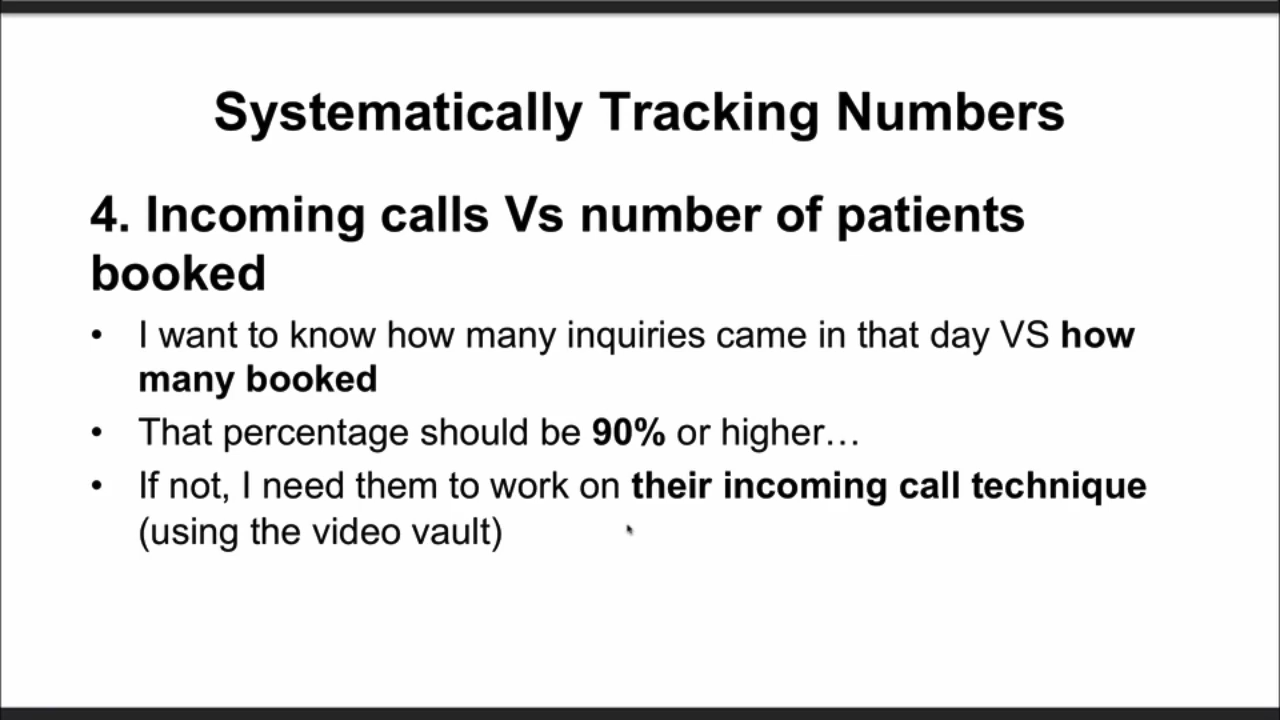 Systematically Tracking Numbers
4. Incoming calls Vs number of patients
booked
• I want to know how many inquiries came in that day VS how
many booked
• That percentage should be 90% or higher…
• If not, I need them to work on their incoming call technique
(using the video vault)